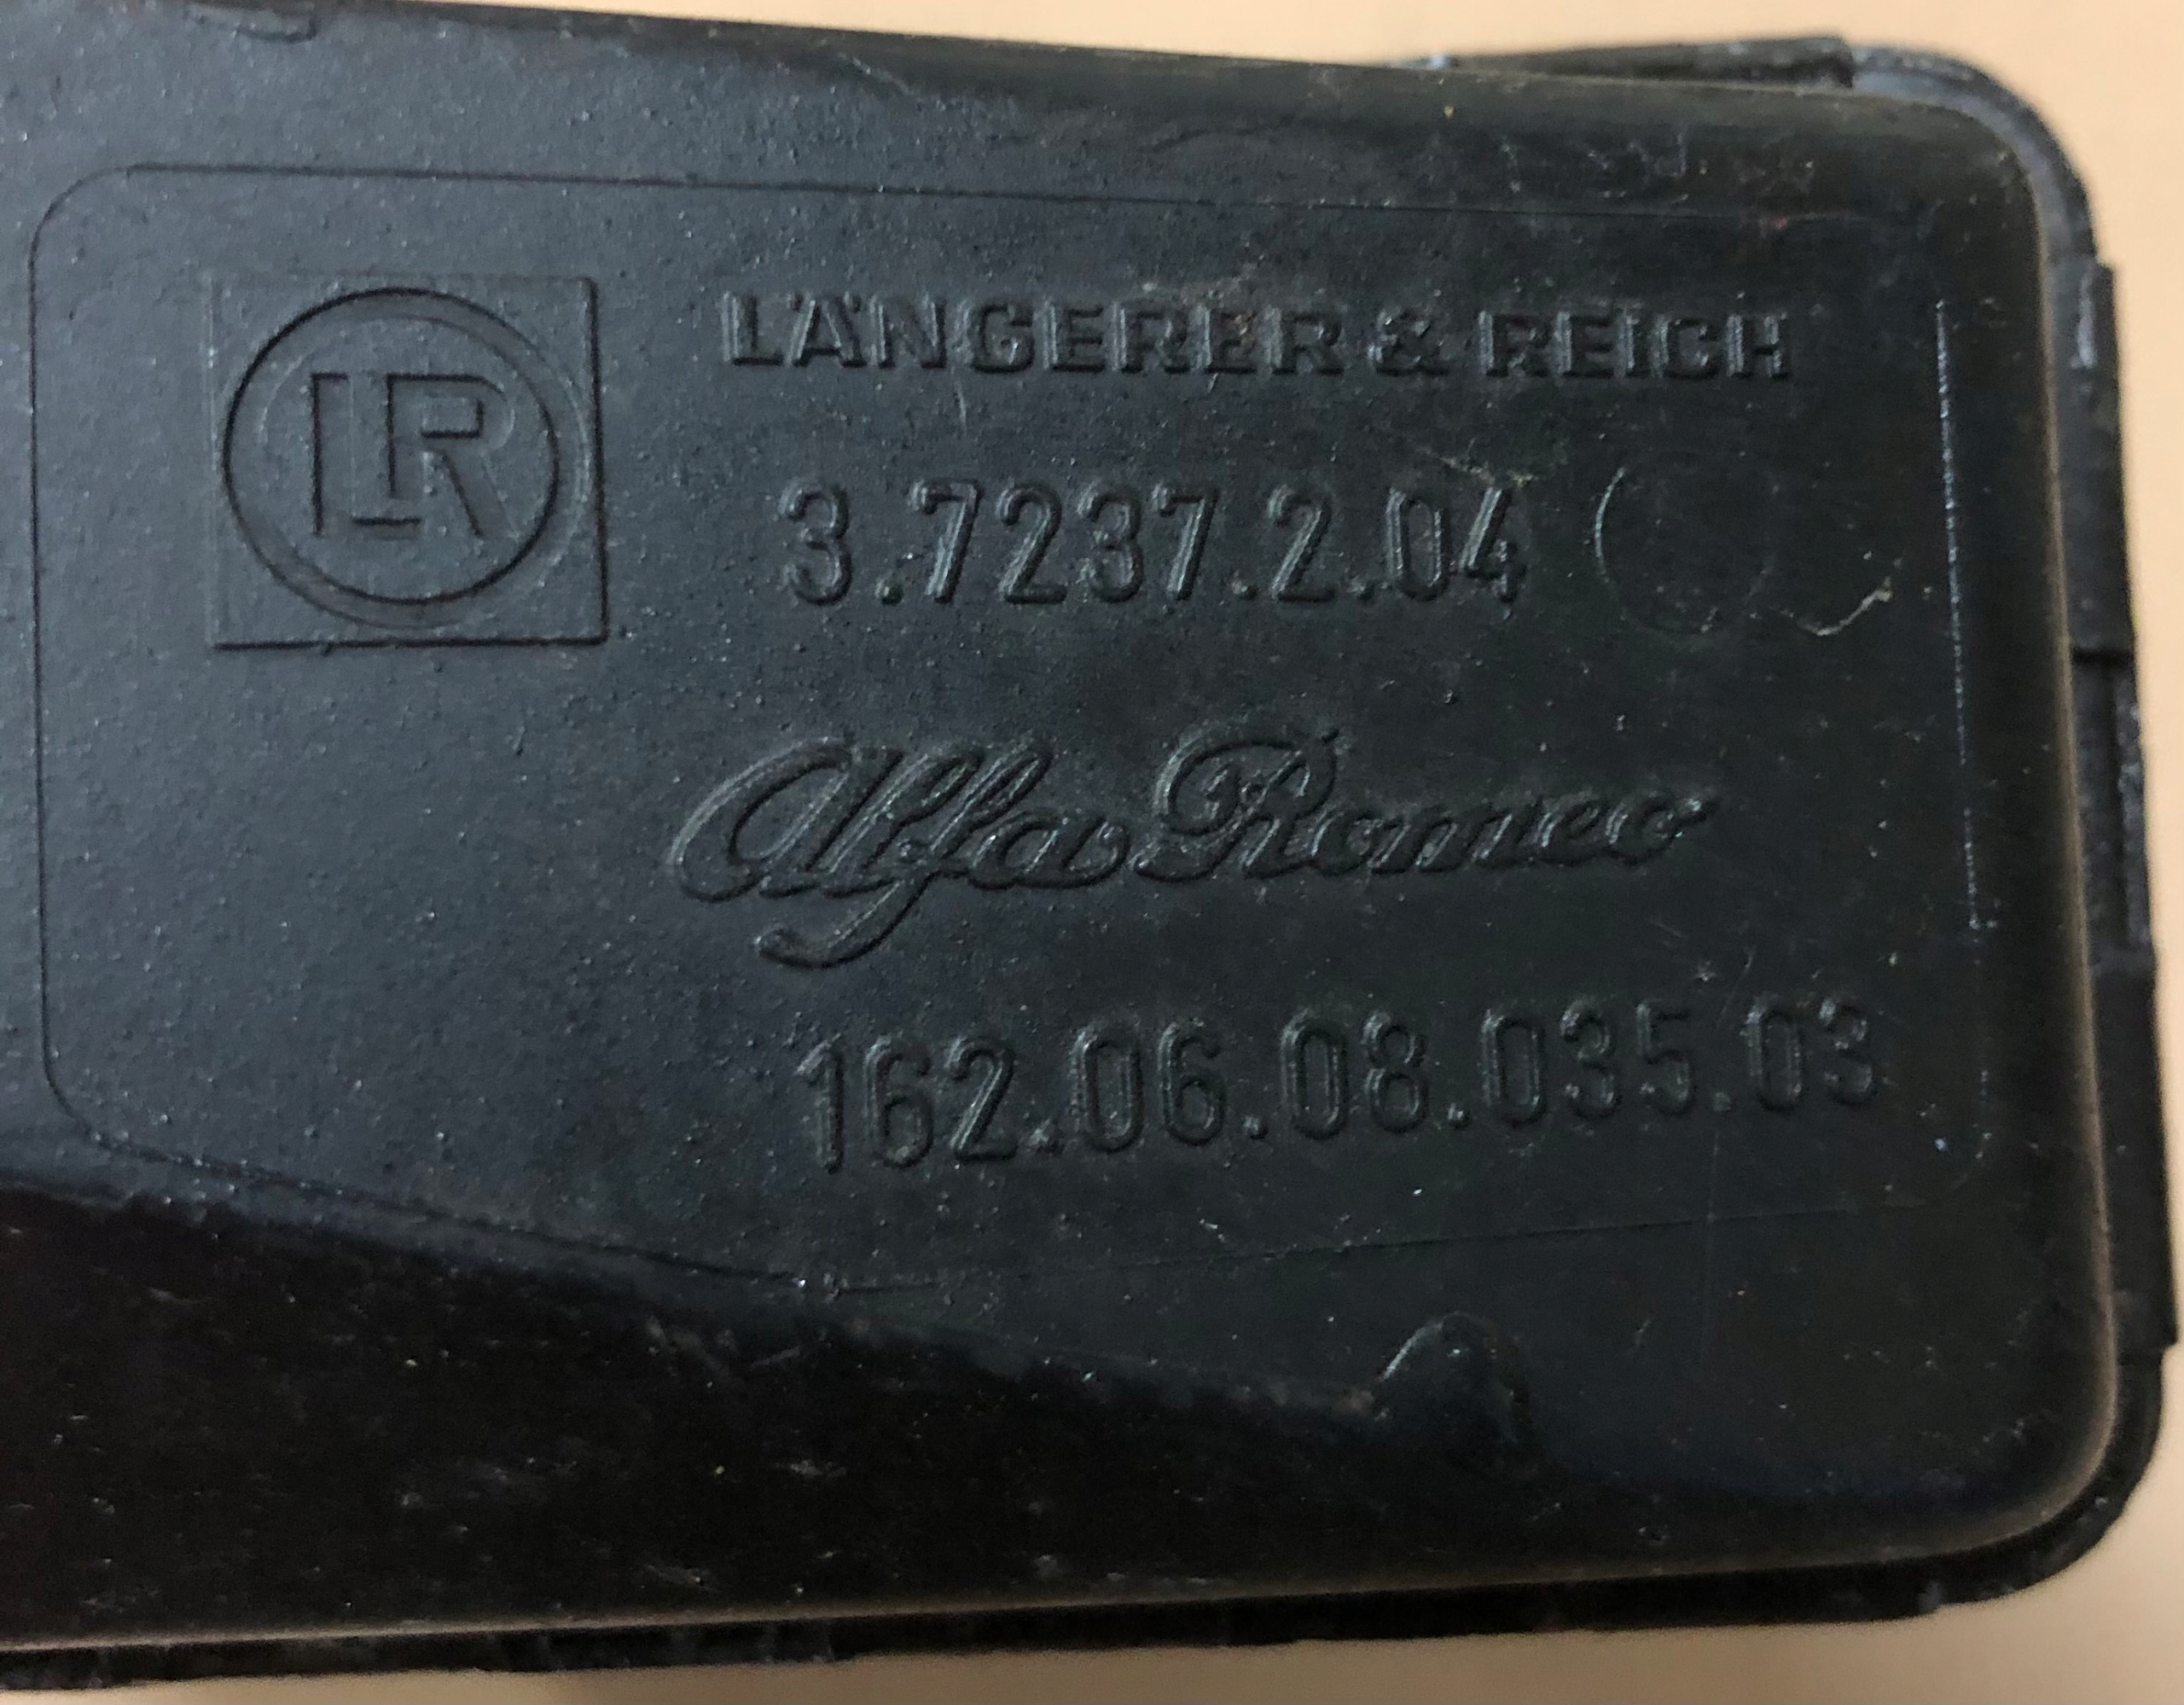 LR
LÄNGERER & REICH
3.7237.2.04
Alfa Romeo
162.06.08.035.03